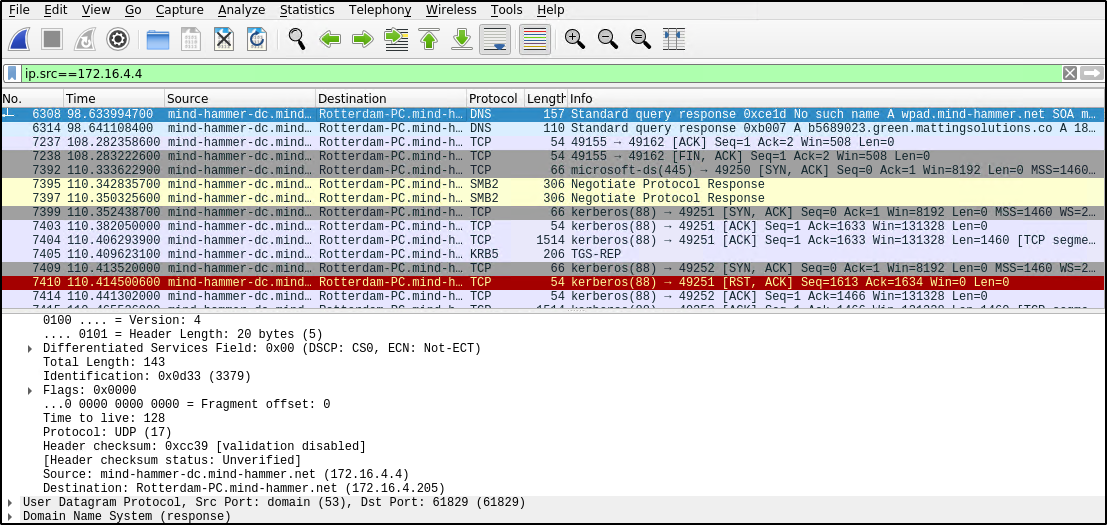 File Edit View Go Capture Analyze Statistics Telephony Wireless Tools Help
ip.src==172.16.4.4
No. Time Source Destination Protocol Length Info
6308 98.633994700 mind-hammer-dc.mind… Rotterdam-PC.mind-h… DNS 157 Standard query response 0xce1d No such name A wpad.mind-hammer.net SOA m…
6314 98.641108400 mind-hammer-dc.mind… Rotterdam-PC.mind-h… DNS 110 Standard query response 0xb007 A b5689023.green.mattingsolutions.co A 18…
7237 108.282358600 mind-hammer-dc.mind… Rotterdam-PC.mind-h… TCP 54 49155 → 49162 [ACK] Seq=1 Ack=2 Win=508 Len=0
7238 108.283222600 mind-hammer-dc.mind… Rotterdam-PC.mind-h… TCP 54 49155 → 49162 [FIN, ACK] Seq=1 Ack=2 Win=508 Len=0
7392 110.333622900 mind-hammer-dc.mind… Rotterdam-PC.mind-h… TCP 66 microsoft-ds(445) → 49250 [SYN, ACK] Seq=0 Ack=1 Win=8192 Len=0 MSS=1460…
7395 110.342835700 mind-hammer-dc.mind… Rotterdam-PC.mind-h… SMB2 306 Negotiate Protocol Response
7397 110.350325600 mind-hammer-dc.mind… Rotterdam-PC.mind-h… SMB2 306 Negotiate Protocol Response
7399 110.352438700 mind-hammer-dc.mind… Rotterdam-PC.mind-h… TCP 66 kerberos(88) → 49251 [SYN, ACK] Seq=0 Ack=1 Win=8192 Len=0 MSS=1460 WS=2…
7403 110.382050000 mind-hammer-dc.mind… Rotterdam-PC.mind-h… TCP 54 kerberos(88) → 49251 [ACK] Seq=1 Ack=1633 Win=131328 Len=0
7404 110.406293900 mind-hammer-dc.mind… Rotterdam-PC.mind-h… TCP 1514 kerberos(88) → 49251 [ACK] Seq=1 Ack=1633 Win=131328 Len=1460 [TCP segme…
7405 110.409623100 mind-hammer-dc.mind… Rotterdam-PC.mind-h… KRB5 206 TGS-REP
7409 110.413520000 mind-hammer-dc.mind… Rotterdam-PC.mind-h… TCP 66 kerberos(88) → 49252 [SYN, ACK] Seq=0 Ack=1 Win=8192 Len=0 MSS=1460 WS=2…
7410 110.414500600 mind-hammer-dc.mind… Rotterdam-PC.mind-h… TCP 54 kerberos(88) → 49251 [RST, ACK] Seq=1613 Ack=1634 Win=0 Len=0
7414 110.441302000 mind-hammer-dc.mind… Rotterdam-PC.mind-h… TCP 54 kerberos(88) → 49252 [ACK] Seq=1 Ack=1466 Win=131328 Len=0
0100 .... = Version: 4
.... 0101 = Header Length: 20 bytes (5)
Differentiated Services Field: 0x00 (DSCP: CS0, ECN: Not-ECT)
Total Length: 143
Identification: 0x0d33 (3379)
Flags: 0x0000
...0 0000 0000 0000 = Fragment offset: 0
Time to live: 128
Protocol: UDP (17)
Header checksum: 0xcc39 [validation disabled]
[Header checksum status: Unverified]
Source: mind-hammer-dc.mind-hammer.net (172.16.4.4)
Destination: Rotterdam-PC.mind-hammer.net (172.16.4.205)
User Datagram Protocol, Src Port: domain (53), Dst Port: 61829 (61829)
Domain Name System (response)